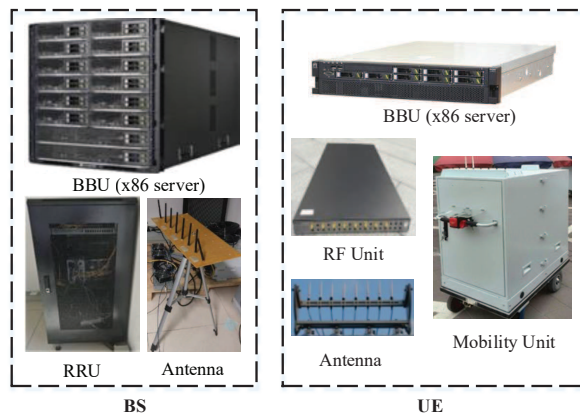 BBU (x86 server)
RRU
Antenna
BS
BBU (x86 server)
RF Unit
Antenna
Mobility Unit
UE